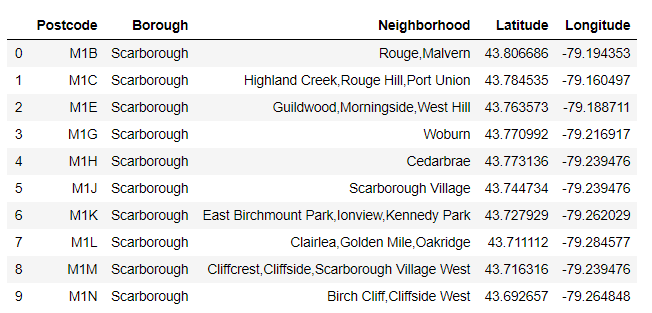 Postcode Borough Neighborhood Latitude Longitude
0 M1B Scarborough Rouge,Malvern 43.806686 -79.194353
1 M1C Scarborough Highland Creek,Rouge Hill,Port Union 43.784535 -79.160497
2 M1E Scarborough Guildwood,Morningside,West Hill 43.763573 -79.188711
3 M1G Scarborough Woburn 43.770992 -79.216917
4 M1H Scarborough Cedarbrae 43.773136 -79.239476
5 M1J Scarborough Scarborough Village 43.744734 -79.239476
6 M1K Scarborough East Birchmount Park,Ionview,Kennedy Park 43.727929 -79.262029
7 M1L Scarborough Clairlea,Golden Mile,Oakridge 43.711112 -79.284577
8 M1M Scarborough Cliffcrest,Cliffside,Scarborough Village West 43.716316 -79.239476
9 M1N Scarborough Birch Cliff,Cliffside West 43.692657 -79.264848